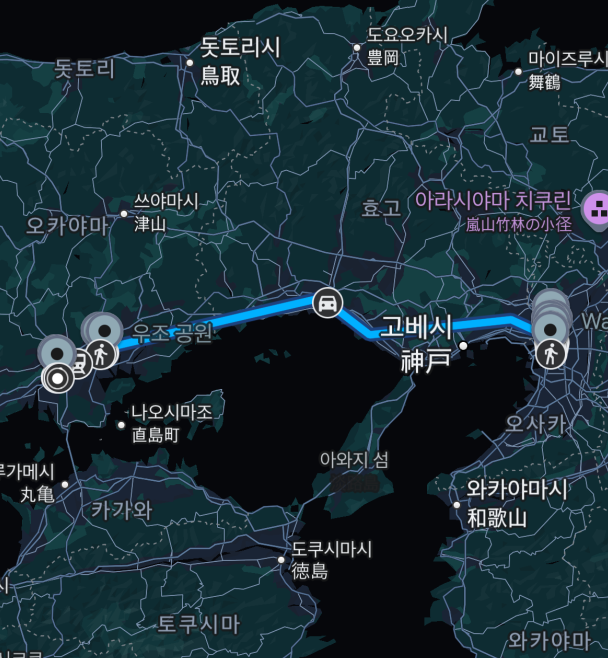 도요오카시
豊岡
돗토리시
鳥取
돗토리
마이즈루시
舞鶴
교토
쓰야마시
津山
오카야마
효고
아라시야마 치쿠린
嵐山竹林の小径
우조 공원
고베시
神戸
Wa
오사카
나오시마조
直島町
아와지 섬
루가메시
丸亀
와카야마시
和歌山
카가와
도쿠시마시
徳島
시
토쿠시마
와카야마